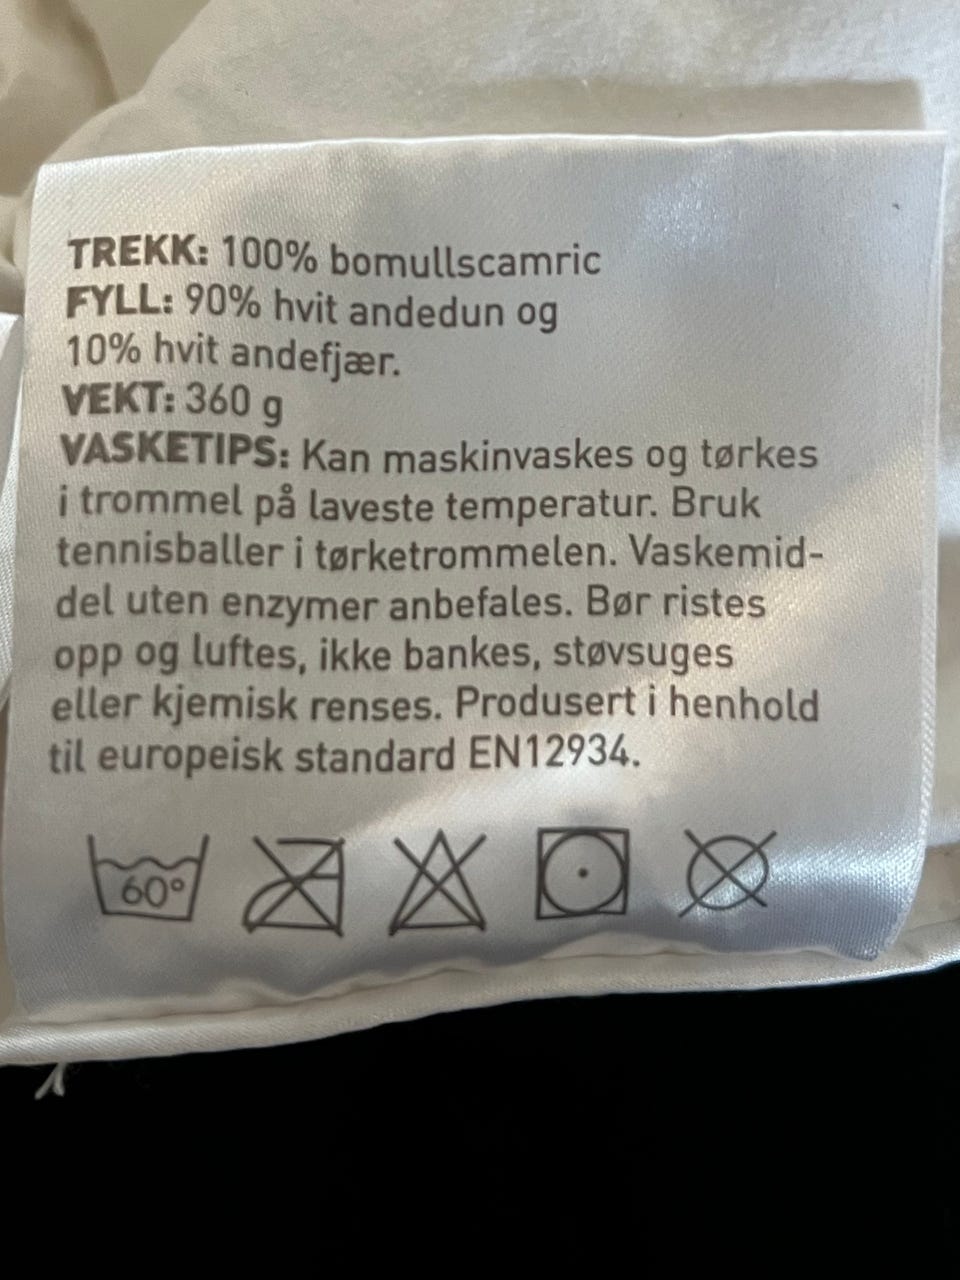 TREKK: 100% bomullscamric
FYLL: 90% hvit andedun og
10% hvit andefjær.
VEKT: 360 g
VASKETIPS: Kan maskinvaskes og tørkes
i trommel på laveste temperatur. Bruk
tennisballer i tørketrommelen. Vaskemid-
del uten enzymer anbefales. Bør ristes
opp og luftes, ikke bankes, støvsuges
eller kjemisk renses. Produsert i henhold
til europeisk standard EN12934.
60°